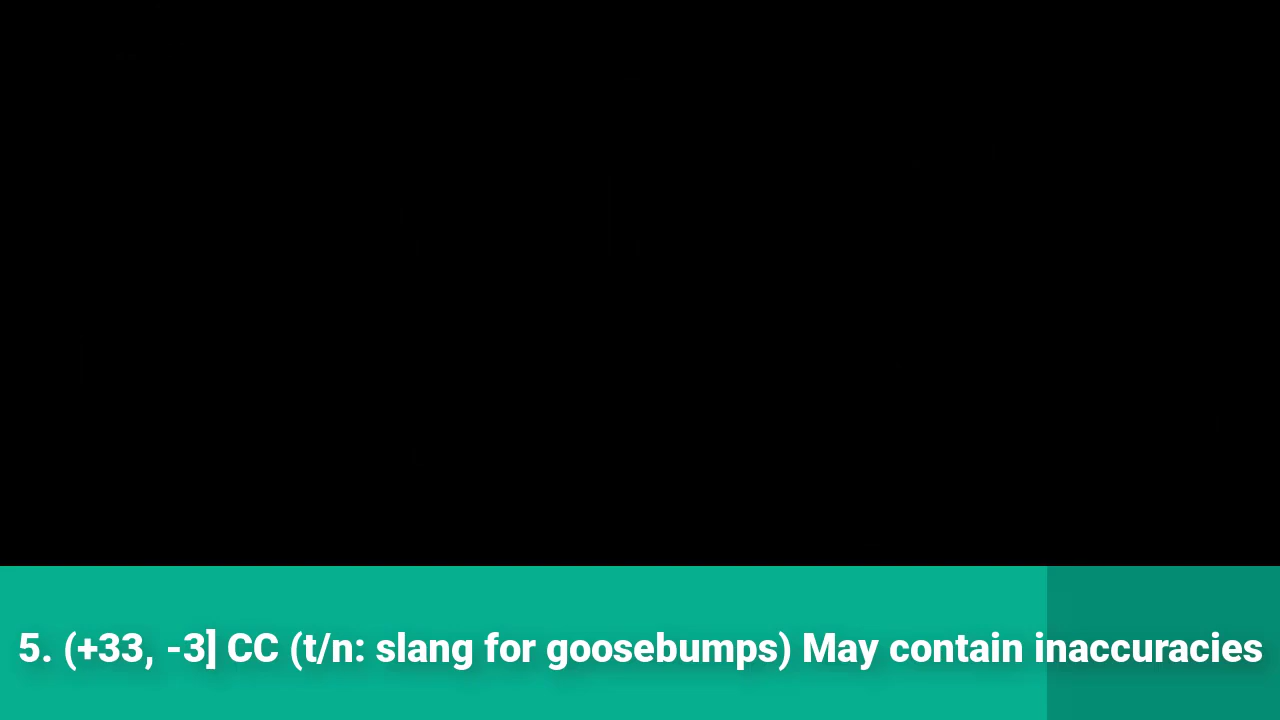 5. (+33, -3] CC (t/n: slang for goosebumps) May contain inaccuracies